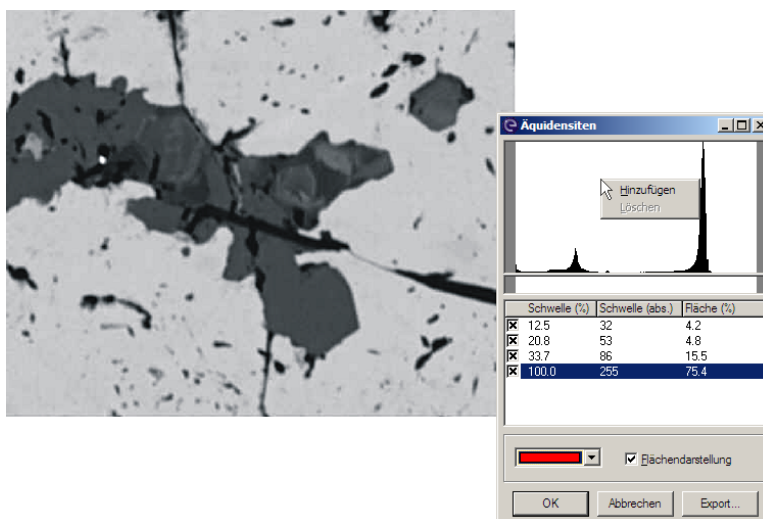 Äquidensiten
Hinzufügen
Löschen
Schwelle (%) Schwelle (abs.) Fläche (%)
12.5 32 4.2
20.8 53 4.8
33.7 86 15.5
100.0 255 75.4
Flächendarstellung
OK Abbrechen Export...